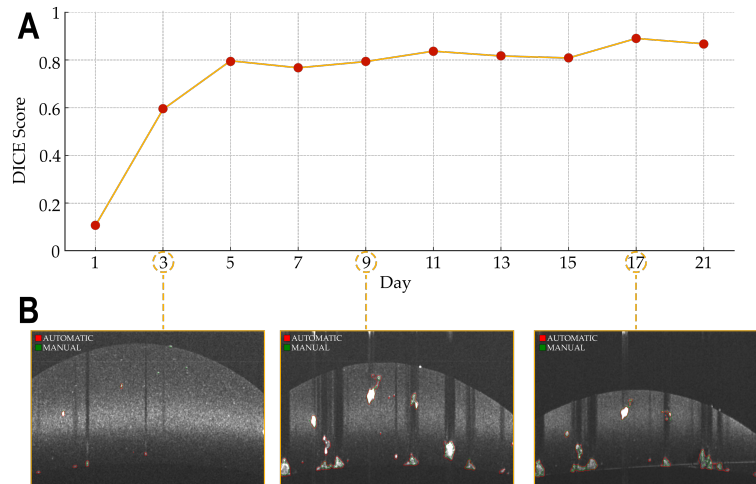 A
1
0.8
0.6
0.4
0.2
0
DICE Score
1 3 5 7 9 11 13 15 17 21
Day
B
AUTOMATIC
MANUAL
AUTOMATIC
MANUAL
AUTOMATIC
MANUAL